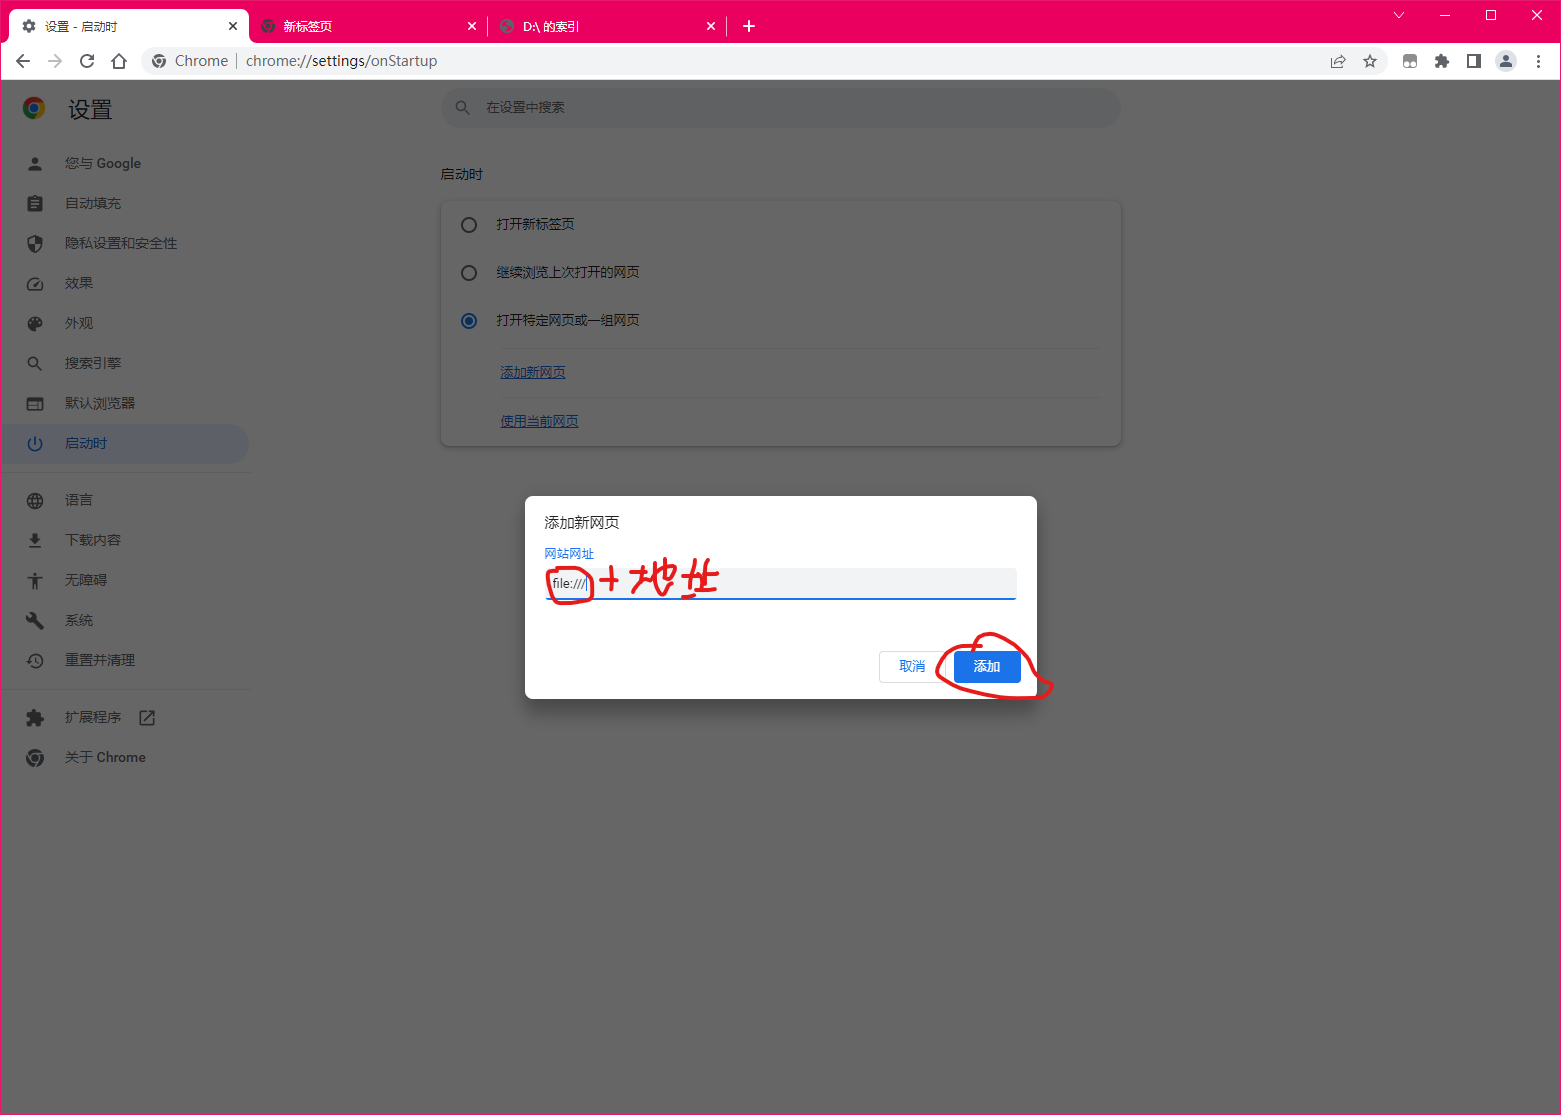 设置 - 启动时
新标签页
D:\ 的索引
Chrome
chrome://settings/onStartup
设置
在设置中搜索
您与 Google
自动填充
隐私设置和安全性
效果
外观
搜索引擎
默认浏览器
启动时
语言
下载内容
无障碍
系统
重置并清理
扩展程序
关于 Chrome
启动时
打开新标签页
继续浏览上次打开的网页
打开特定网页或一组网页
添加新网页
使用当前网页
添加新网页
网站网址
file:/// + 地址
取消
添加